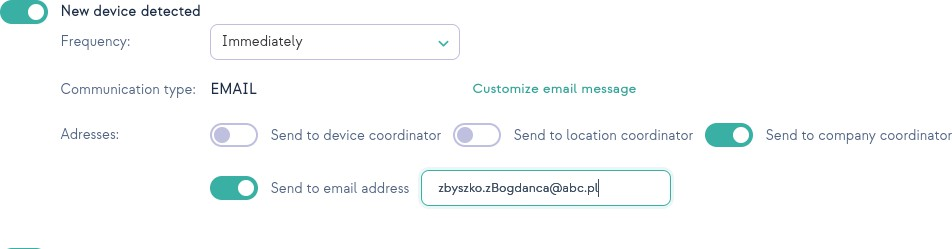 New device detected
Frequency: Immediately
Communication type: EMAIL Customize email message
Adresses: Send to device coordinator Send to location coordinator Send to company coordinator
Send to email address zbyszko.zBogdanca@abc.pl